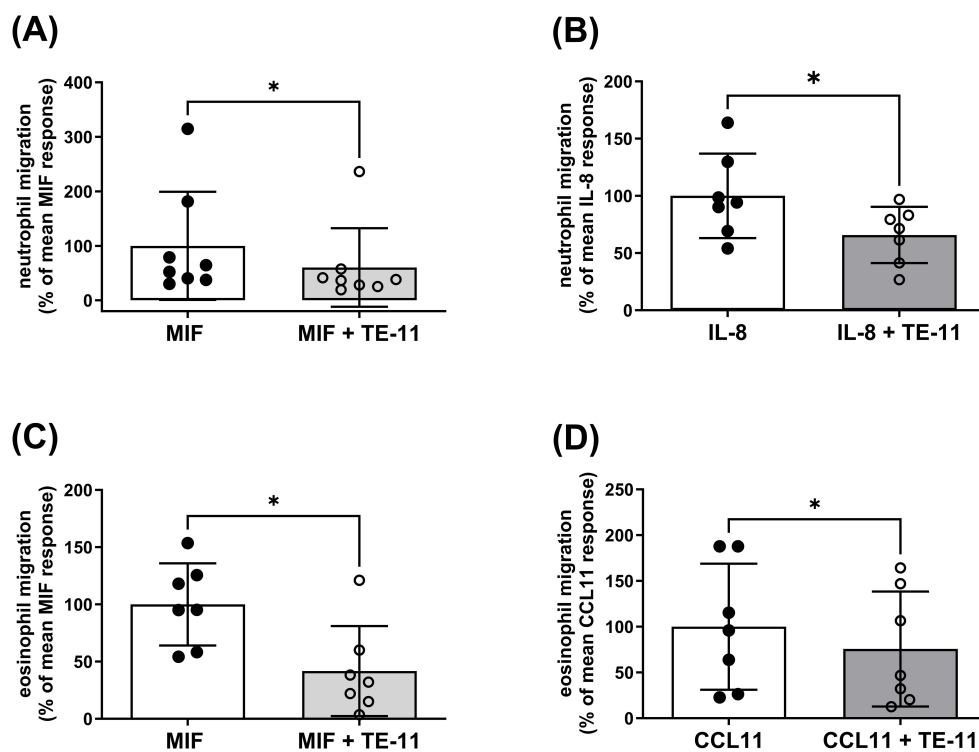 (A)
neutrophil migration
(% of mean MIF response)
400
300
200
100
0
*
MIF
MIF + TE-11
(B)
neutrophil migration
(% of mean IL-8 response)
200
150
100
50
0
*
IL-8
IL-8 + TE-11
(C)
eosinophil migration
(% of mean MIF response)
200
150
100
50
0
*
MIF
MIF + TE-11
(D)
eosinophil migration
(% of mean CCL11 response)
250
200
150
100
50
0
*
CCL11
CCL11 + TE-11